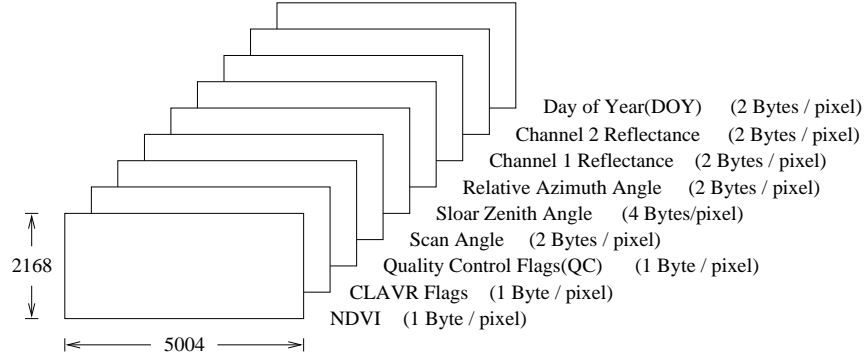 Day of Year(DOY) (2 Bytes / pixel)
Channel 2 Reflectance (2 Bytes / pixel)
Channel 1 Reflectance (2 Bytes / pixel)
Relative Azimuth Angle (2 Bytes / pixel)
Sloar Zenith Angle (4 Bytes/pixel)
Scan Angle (2 Bytes / pixel)
Quality Control Flags(QC) (1 Byte / pixel)
CLAVR Flags (1 Byte / pixel)
NDVI (1 Byte / pixel)
2168
5004